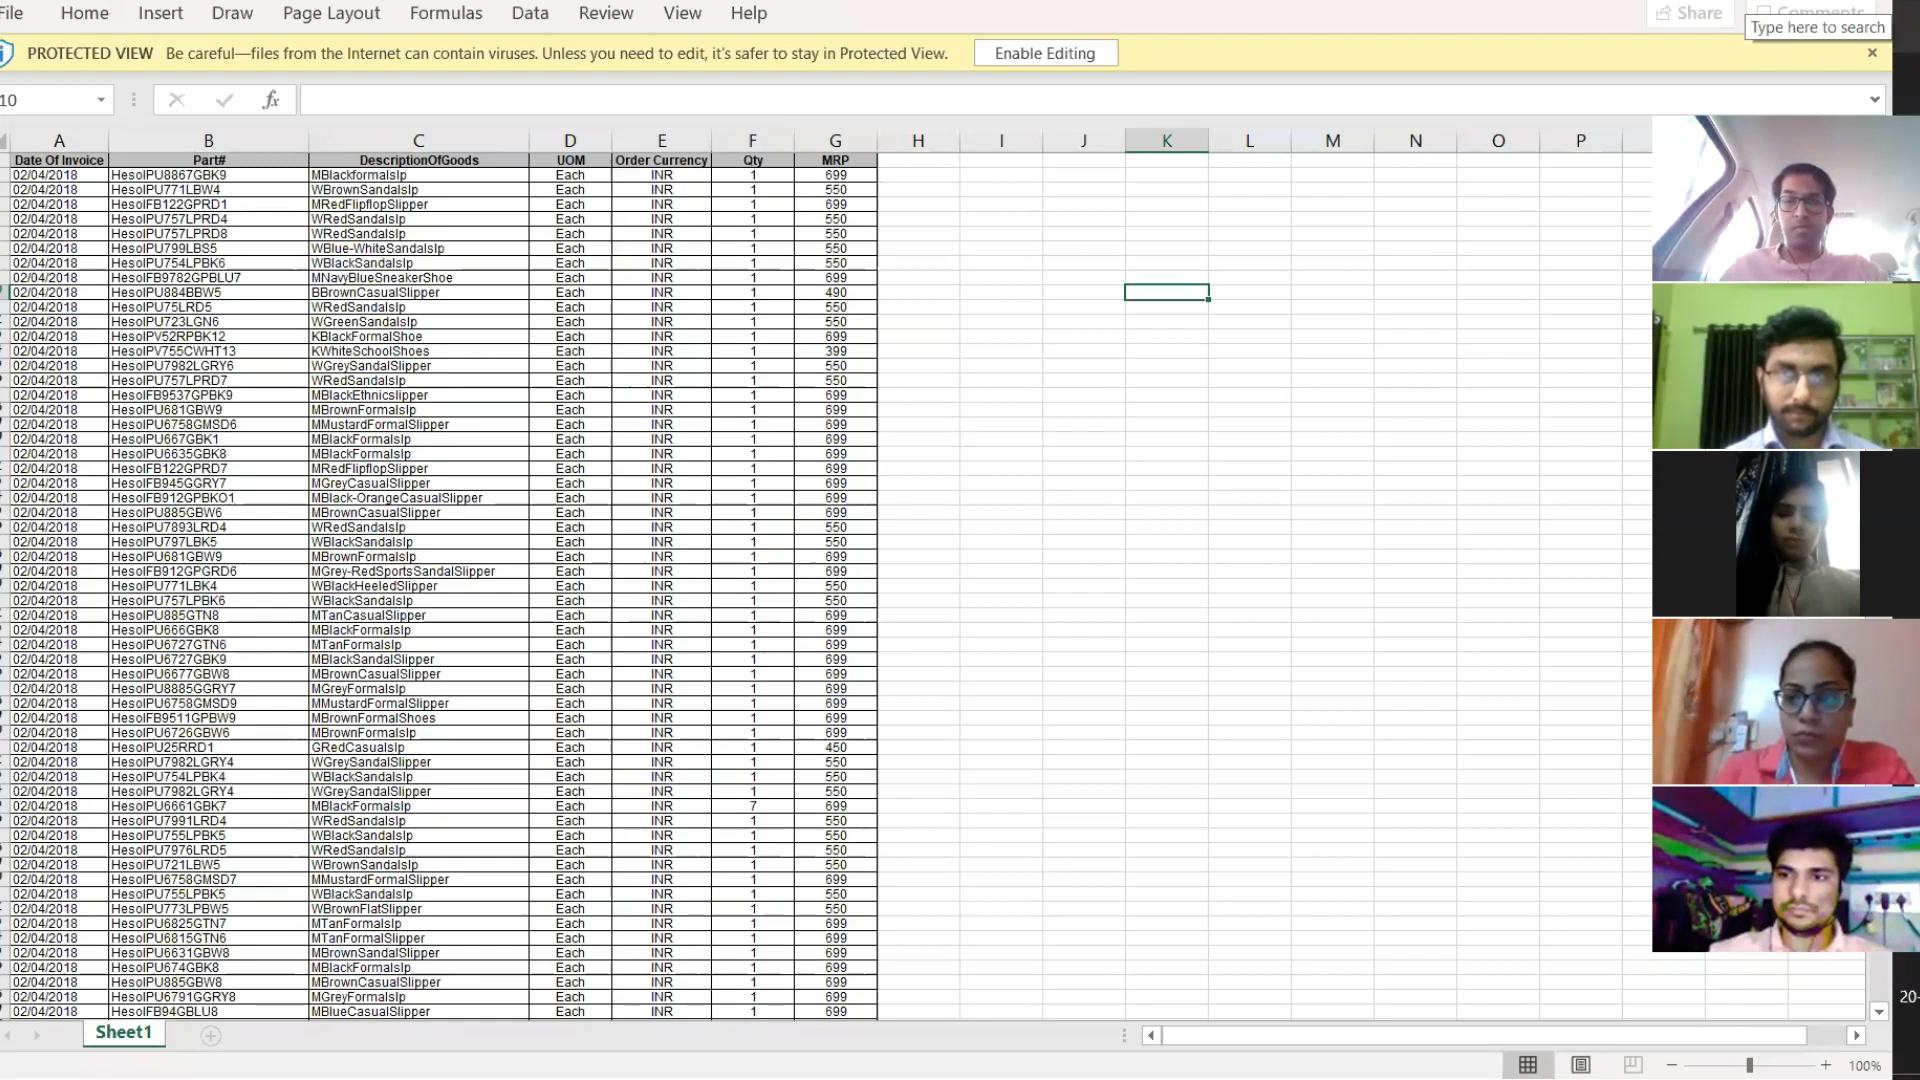 File Home Insert Draw Page Layout Formulas Data Review View Help Share Comments
Type here to search
PROTECTED VIEW Be careful—files from the Internet can contain viruses. Unless you need to edit, it's safer to stay in Protected View. Enable Editing
10 fx
A B C D E F G H I J K L M N O P
Date Of Invoice Part# DescriptionOfGoods UOM Order Currency Qty MRP
02/04/2018 HesolPU8867GBK9 MBlackformalslp Each INR 1 699
02/04/2018 HesolPU771LBW4 WBrownSandalslp Each INR 1 550
02/04/2018 HesolFB122GPRD1 MRedFlipflopSlipper Each INR 1 699
02/04/2018 HesolPU757LPRD4 WRedSandalslp Each INR 1 550
02/04/2018 HesolPU757LPRD8 WRedSandalslp Each INR 1 550
02/04/2018 HesolPU799LBS5 WBlue-WhiteSandalslp Each INR 1 550
02/04/2018 HesolPU754LPBK6 WBlackSandalslp Each INR 1 550
02/04/2018 HesolFB9782GPBLU7 MNavyBlueSneakerShoe Each INR 1 699
02/04/2018 HesolPU884BBW5 BBrownCasualSlipper Each INR 1 490
02/04/2018 HesolPU75LRD5 WRedSandalslp Each INR 1 550
02/04/2018 HesolPU723LGN6 WGreenSandalslp Each INR 1 550
02/04/2018 HesolPV52RPBK12 KBlackFormalShoe Each INR 1 699
02/04/2018 HesolPV755CWHT13 KWhiteSchoolShoes Each INR 1 399
02/04/2018 HesolPU7982LGRY6 WGreySandalSlipper Each INR 1 550
02/04/2018 HesolPU757LPRD7 WRedSandalslp Each INR 1 550
02/04/2018 HesolFB9537GPBK9 MBlackEthnicslipper Each INR 1 699
02/04/2018 HesolPU681GBW9 MBrownFormalslp Each INR 1 699
02/04/2018 HesolPU6758GMSD6 MMustardFormalSlipper Each INR 1 699
02/04/2018 HesolPU667GBK1 MBlackFormalslp Each INR 1 699
02/04/2018 HesolPU6635GBK8 MBlackFormalslp Each INR 1 699
02/04/2018 HesolFB122GPRD7 MRedFlipflopSlipper Each INR 1 699
02/04/2018 HesolFB945GGRY7 MGreyCasualSlipper Each INR 1 699
02/04/2018 HesolFB912GPBKO1 MBlack-OrangeCasualSlipper Each INR 1 699
02/04/2018 HesolPU885GBW6 MBrownCasualSlipper Each INR 1 699
02/04/2018 HesolPU7893LRD4 WRedSandalslp Each INR 1 550
02/04/2018 HesolPU797LBK5 WBlackSandalslp Each INR 1 550
02/04/2018 HesolPU681GBW9 MBrownFormalslp Each INR 1 699
02/04/2018 HesolFB912GPGRD6 MGrey-RedSportsSandalSlipper Each INR 1 699
02/04/2018 HesolPU771LBK4 WBlackHeeledSlipper Each INR 1 550
02/04/2018 HesolPU757LPBK6 WBlackSandalslp Each INR 1 550
02/04/2018 HesolPU885GTN8 MTanCasualSlipper Each INR 1 699
02/04/2018 HesolPU666GBK8 MBlackFormalslp Each INR 1 699
02/04/2018 HesolPU6727GTN6 MTanFormalslp Each INR 1 699
02/04/2018 HesolPU6727GBK9 MBlackSandalSlipper Each INR 1 699
02/04/2018 HesolPU6677GBW8 MBrownCasualSlipper Each INR 1 699
02/04/2018 HesolPU8885GGRY7 MGreyFormalslp Each INR 1 699
02/04/2018 HesolPU6758GMSD9 MMustardFormalSlipper Each INR 1 699
02/04/2018 HesolFB9511GPBW9 MBrownFormalShoes Each INR 1 699
02/04/2018 HesolPU6726GBW6 MBrownFormalslp Each INR 1 699
02/04/2018 HesolPU25RRD1 GRedCasualslp Each INR 1 450
02/04/2018 HesolPU7982LGRY4 WGreySandalSlipper Each INR 1 550
02/04/2018 HesolPU754LPBK4 WBlackSandalslp Each INR 1 550
02/04/2018 HesolPU7982LGRY4 WGreySandalSlipper Each INR 1 550
02/04/2018 HesolPU6661GBK7 MBlackFormalslp Each INR 7 699
02/04/2018 HesolPU7991LRD4 WRedSandalslp Each INR 1 550
02/04/2018 HesolPU755LPBK5 WBlackSandalslp Each INR 1 550
02/04/2018 HesolPU7976LRD5 WRedSandalslp Each INR 1 550
02/04/2018 HesolPU721LBW5 WBrownSandalslp Each INR 1 550
02/04/2018 HesolPU6758GMSD7 MMustardFormalSlipper Each INR 1 699
02/04/2018 HesolPU755LPBK5 WBlackSandalslp Each INR 1 550
02/04/2018 HesolPU773LPBW5 WBrownFlatSlipper Each INR 1 550
02/04/2018 HesolPU6825GTN7 MTanFormalslp Each INR 1 699
02/04/2018 HesolPU6815GTN6 MTanFormalSlipper Each INR 1 699
02/04/2018 HesolPU6631GBW8 MBrownSandalSlipper Each INR 1 699
02/04/2018 HesolPU674GBK8 MBlackFormalslp Each INR 1 699
02/04/2018 HesolPU885GBW8 MBrownCasualSlipper Each INR 1 699
02/04/2018 HesolPU6791GGRY8 MGreyFormalslp Each INR 1 699
02/04/2018 HesolFB94GBLU8 MBlueCasualSlipper Each INR 1 699
20-
Sheet1
100%